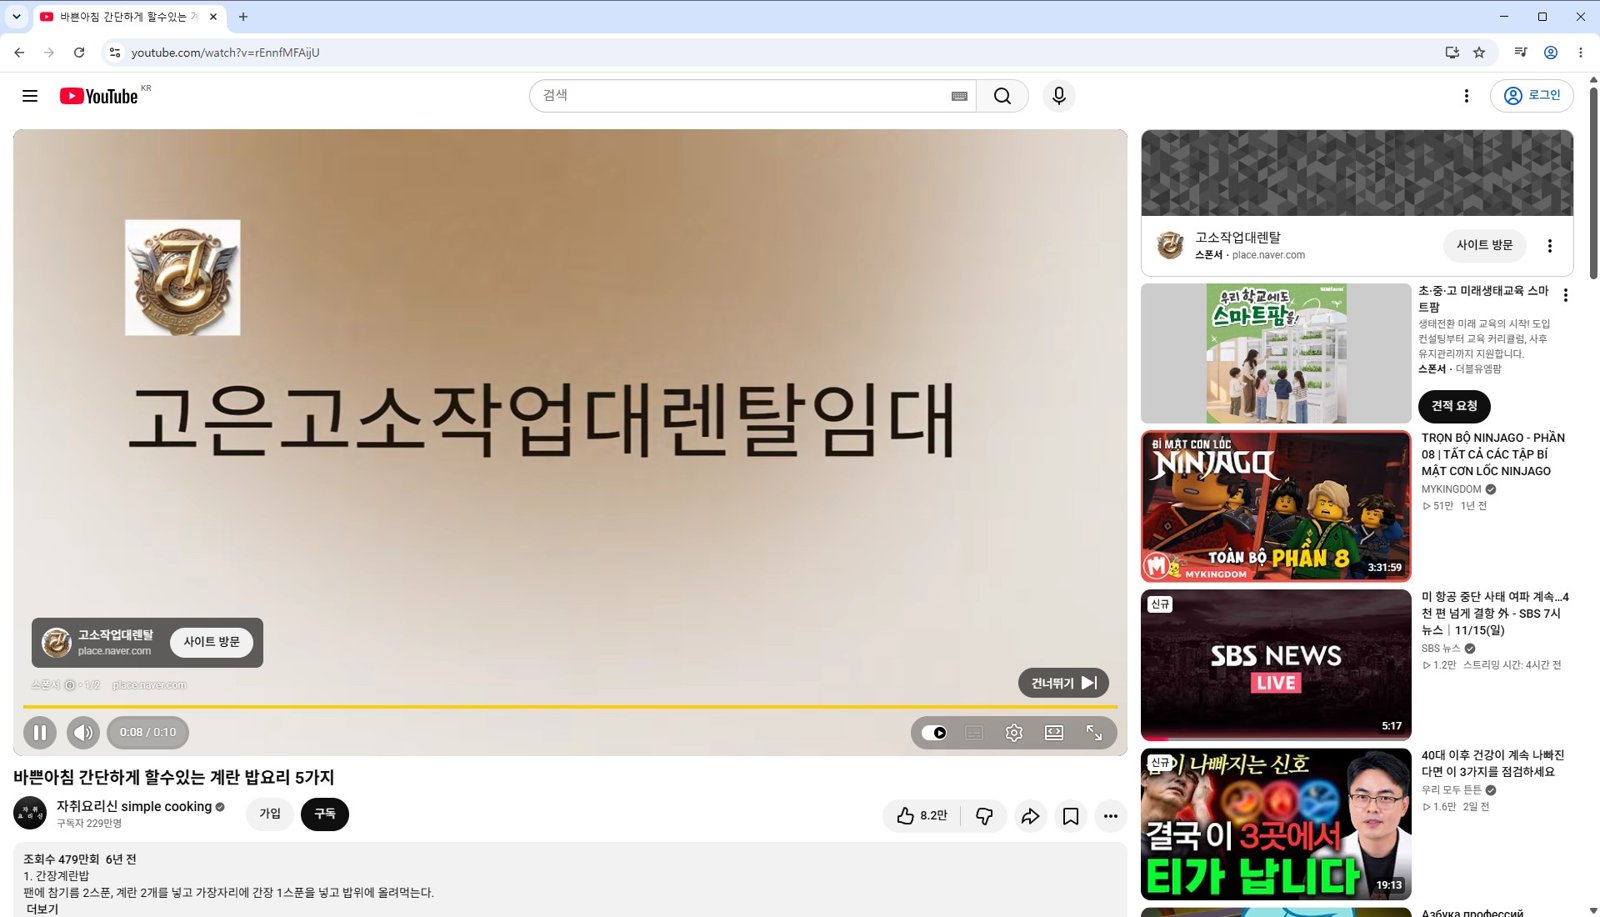 바쁜아침 간단하게 할수있는 계
youtube.com/watch?v=rEnnfMFAijU
YouTube KR
검색
로그인
고은고소작업대렌탈임대
고소작업대렌탈
place.naver.com
사이트 방문
스폰서 · 1/2 place.naver.com
건너뛰기
0:08 / 0:10
바쁜아침 간단하게 할수있는 계란 밥요리 5가지
자취요리신
자취요리신 simple cooking
구독자 229만명
가입
구독
8.2만
조회수 479만회 6년 전
1. 간장계란밥
팬에 참기름 2스푼, 계란 2개를 넣고 가장자리에 간장 1스푼을 넣고 밥위에 올려먹는다.
더보기
고소작업대렌탈
스폰서 · place.naver.com
사이트 방문
우리 학교에도
스마트팜을!
초·중·고 미래생태교육 스마
트팜
생태전환 미래 교육의 시작! 도입
컨설팅부터 교육 커리큘럼, 사후
유지관리까지 지원합니다.
스폰서 · 더블유엠팜
견적 요청
BÍ MẬT CƠN LỐC
NINJAGO
TOÀN BỘ PHẦN 8
MYKINGDOM
3:31:59
TRỌN BỘ NINJAGO - PHẦN
08 | TẤT CẢ CÁC TẬP BÍ
MẬT CƠN LỐC NINJAGO
MYKINGDOM
51만 1년 전
신규
SBS NEWS
LIVE
5:17
미 항공 중단 사태 여파 계속…4
천 편 넘게 결항 外 - SBS 7시
뉴스｜11/15(일)
SBS 뉴스
1.2만 스트리밍 시간: 4시간 전
신규
이 나빠지는 신호
결국 이 3곳에서
티가 납니다
19:13
40대 이후 건강이 계속 나빠진
다면 이 3가지를 점검하세요
우리 모두 튼튼
1.6만 2일 전
Азбука профессий